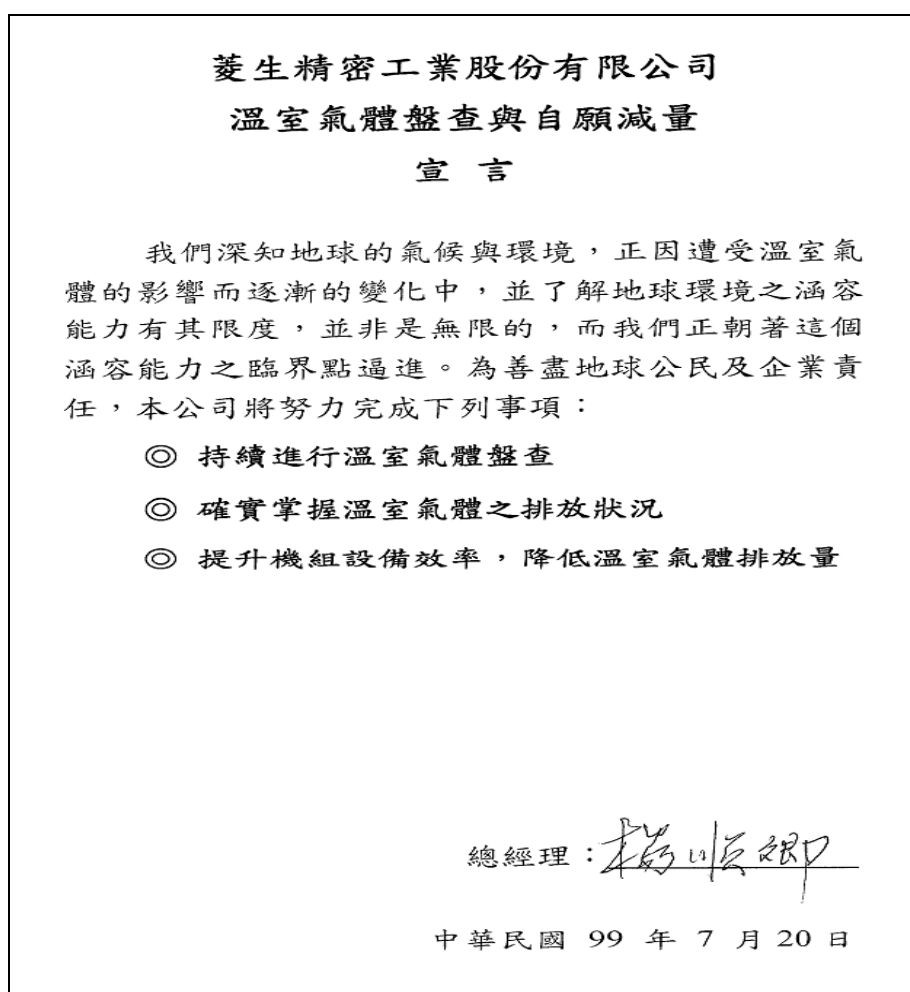 菱生精密工業股份有限公司
溫室氣體盤查與自願減量
宣 言
我們深知地球的氣候與環境，正因遭受溫室氣
體的影響而逐漸的變化中，並了解地球環境之涵容
能力有其限度，並非是無限的，而我們正朝著這個
涵容能力之臨界點逼進。為善盡地球公民及企業責
任，本公司將努力完成下列事項：
◎ 持續進行溫室氣體盤查
◎ 確實掌握溫室氣體之排放狀況
◎ 提升機組設備效率，降低溫室氣體排放量
總經理：
中華民國 99 年 7 月 20 日